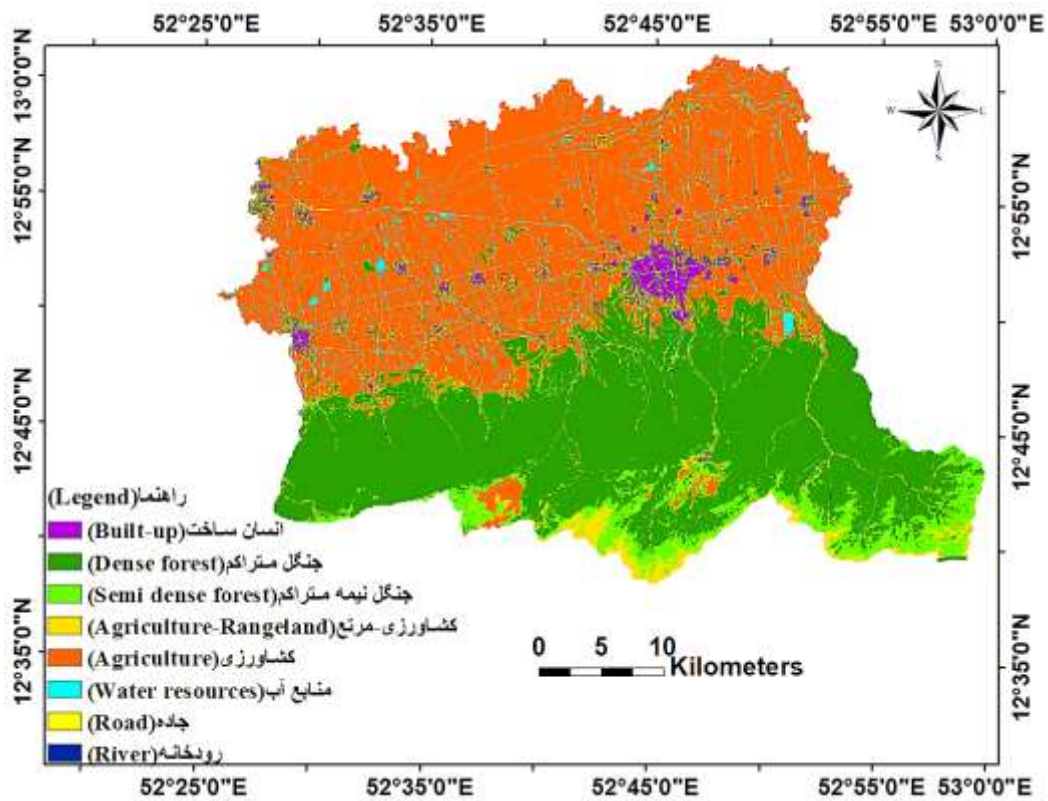 52°25'0"E 52°35'0"E 52°45'0"E 52°55'0"E 53°0'0"E
13°0'0"N
12°55'0"N
12°45'0"N
12°35'0"N
12°55'0"N
12°45'0"N
12°35'0"N
N
W E
S
راهنما(Legend)
انسان ساخت(Built-up)
جنگل متراکم(Dense forest)
جنگل نیمه متراکم(Semi dense forest)
کشاورزی-مرتع(Agriculture-Rangeland)
کشاورزی(Agriculture)
منابع آب(Water resources)
جاده(Road)
رودخانه(River)
0 5 10
Kilometers
52°25'0"E 52°35'0"E 52°45'0"E 52°55'0"E 53°0'0"E